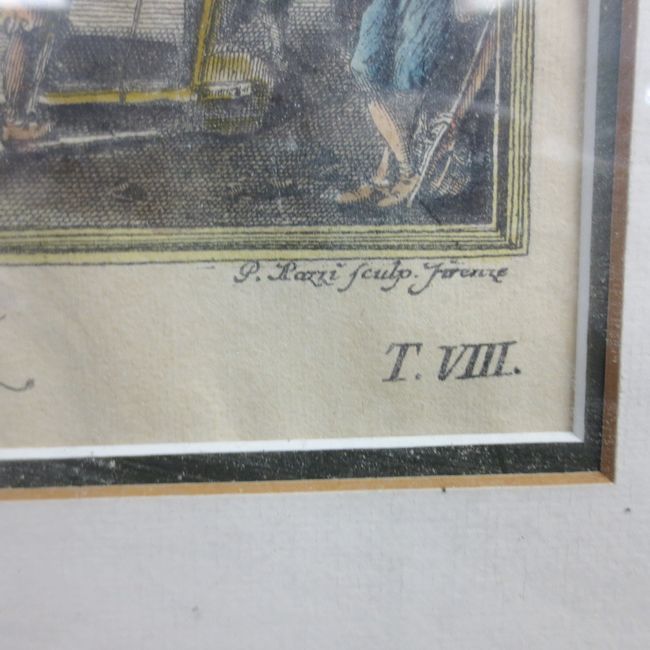 P. Pazzi sculp. Firenze
T. VIII.